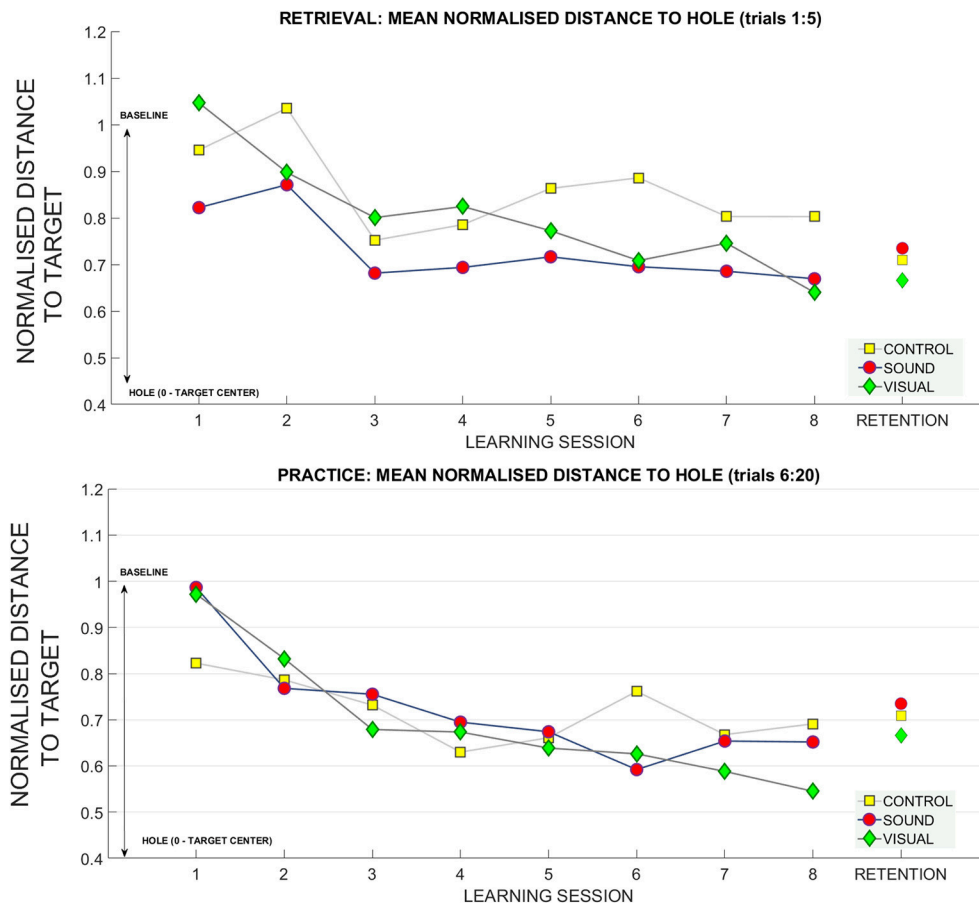 RETRIEVAL: MEAN NORMALISED DISTANCE TO HOLE (trials 1:5)
NORMALISED DISTANCE
TO TARGET
1.2
1.1
1
0.9
0.8
0.7
0.6
0.5
0.4
BASELINE
HOLE (0 - TARGET CENTER)
CONTROL
SOUND
VISUAL
1 2 3 4 5 6 7 8 RETENTION
LEARNING SESSION
PRACTICE: MEAN NORMALISED DISTANCE TO HOLE (trials 6:20)
NORMALISED DISTANCE
TO TARGET
1.2
1.1
1
0.9
0.8
0.7
0.6
0.5
0.4
BASELINE
HOLE (0 - TARGET CENTER)
CONTROL
SOUND
VISUAL
1 2 3 4 5 6 7 8 RETENTION
LEARNING SESSION